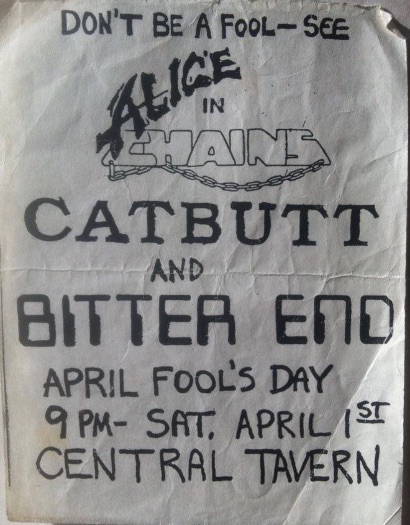 DON'T BE A FOOL—SEE
ALICE
IN
CHAINS
CATBUTT
AND
BITTER END
APRIL FOOL'S DAY
9 PM- SAT. APRIL 1ST
CENTRAL TAVERN